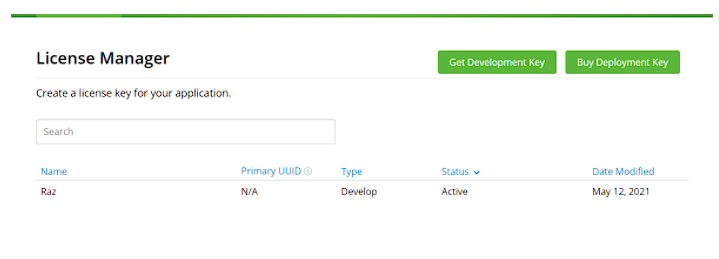 License Manager
Get Development Key
Buy Deployment Key
Create a license key for your application.
Search
Name Primary UUID Type Status Date Modified
Raz N/A Develop Active May 12, 2021